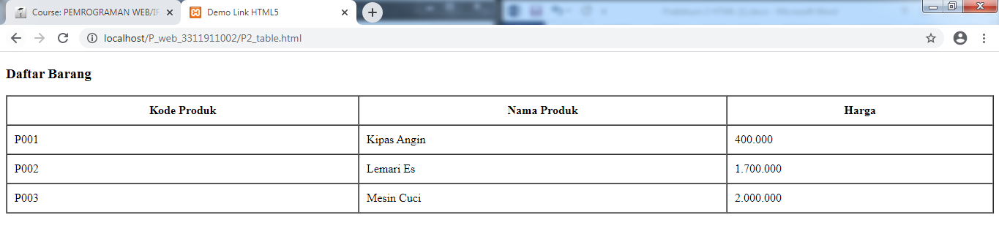 Course: PEMROGRAMAN WEB/IF
Demo Link HTML5
localhost/P_web_3311911002/P2_table.html
Daftar Barang
Kode Produk Nama Produk Harga
P001 Kipas Angin 400.000
P002 Lemari Es 1.700.000
P003 Mesin Cuci 2.000.000